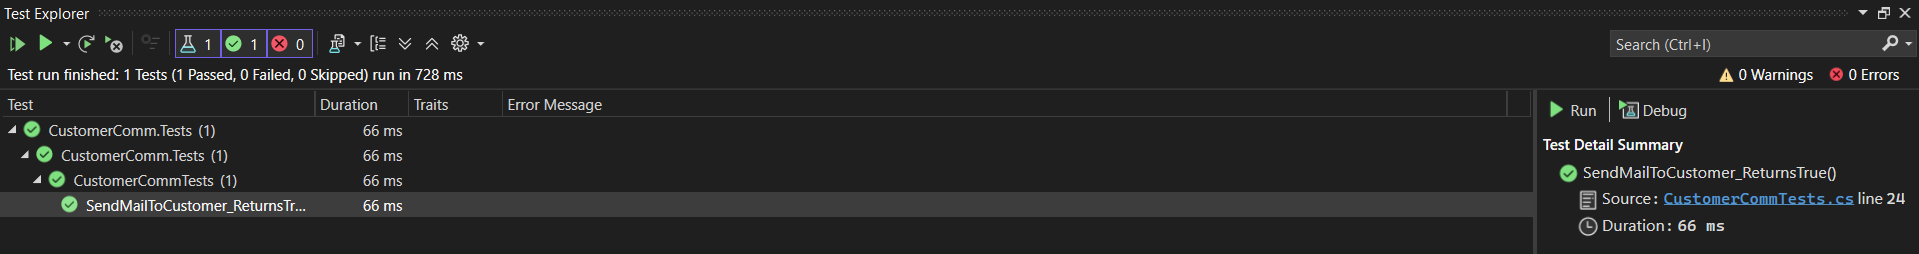 Test Explorer
1 1 0
Search (Ctrl+I)
Test run finished: 1 Tests (1 Passed, 0 Failed, 0 Skipped) run in 728 ms
0 Warnings 0 Errors
Test Duration Traits Error Message
CustomerComm.Tests (1) 66 ms
CustomerComm.Tests (1) 66 ms
CustomerCommTests (1) 66 ms
SendMailToCustomer_ReturnsTr... 66 ms
Run Debug
Test Detail Summary
SendMailToCustomer_ReturnsTrue()
Source: CustomerCommTests.cs line 24
Duration: 66 ms